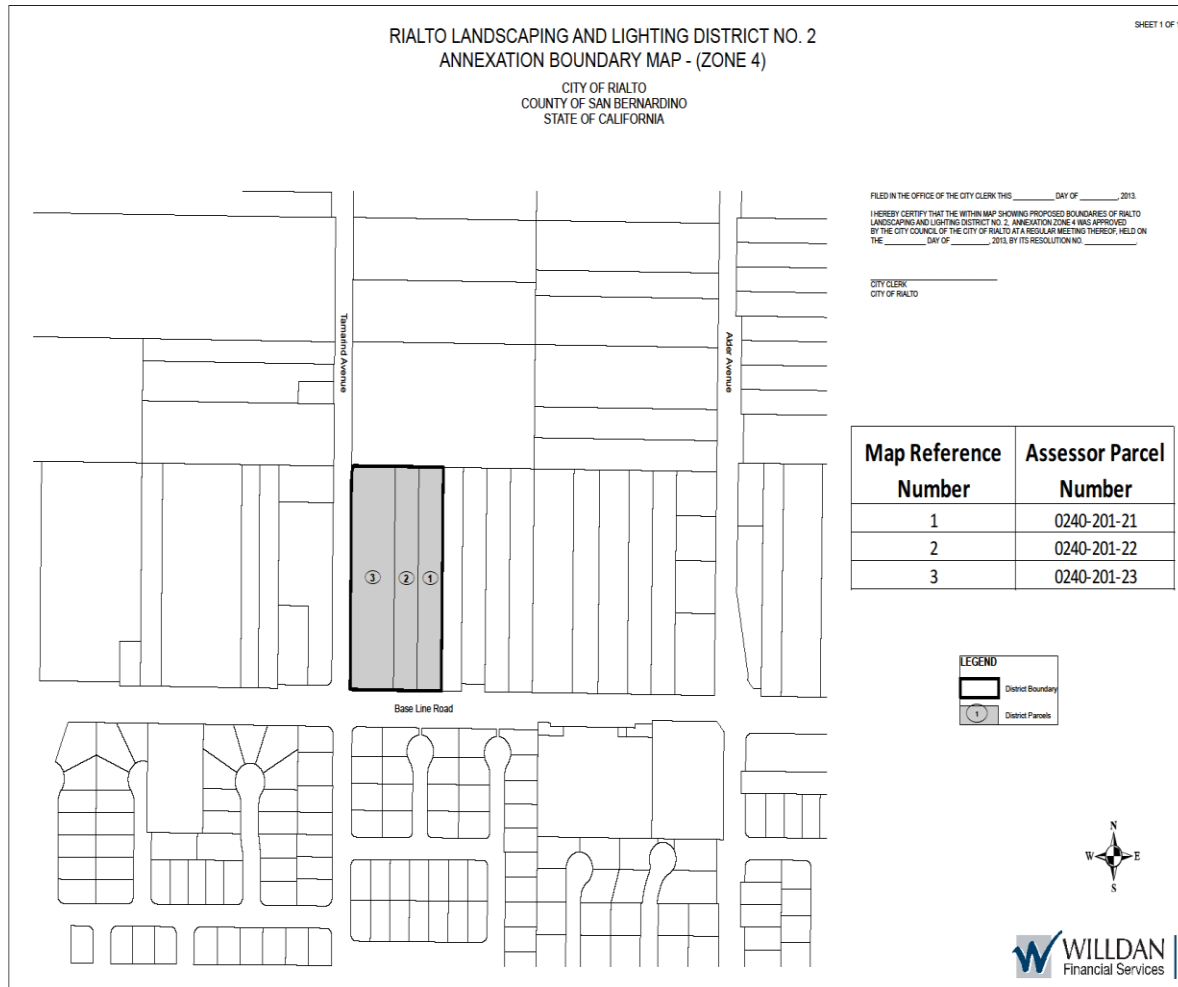 SHEET 1 OF 1
RIALTO LANDSCAPING AND LIGHTING DISTRICT NO. 2
ANNEXATION BOUNDARY MAP - (ZONE 4)
CITY OF RIALTO
COUNTY OF SAN BERNARDINO
STATE OF CALIFORNIA
FILED IN THE OFFICE OF THE CITY CLERK THIS __________ DAY OF _________, 2013.
I HEREBY CERTIFY THAT THE WITHIN MAP SHOWING PROPOSED BOUNDARIES OF RIALTO
LANDSCAPING AND LIGHTING DISTRICT NO. 2, ANNEXATION ZONE 4 WAS APPROVED
BY THE CITY COUNCIL OF THE CITY OF RIALTO AT A REGULAR MEETING THEREOF, HELD ON
THE __________ DAY OF _________, 2013, BY ITS RESOLUTION NO. ____________.
CITY CLERK
CITY OF RIALTO
Tamarind Avenue
Alder Avenue
Map Reference Number Assessor Parcel Number
1 0240-201-21
2 0240-201-22
3 0240-201-23
3 2 1
Base Line Road
LEGEND
District Boundary
1 District Parcels
N
W E
S
WILLDAN
Financial Services